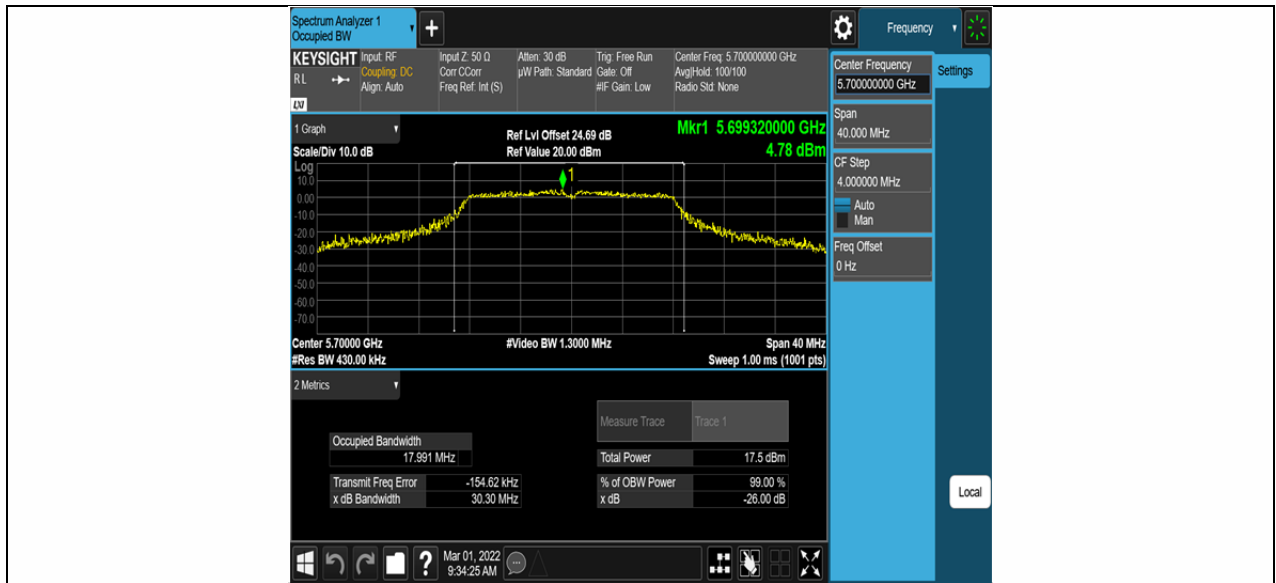 Spectrum Analyzer 1
Occupied BW
+
Frequency
KEYSIGHT
RL
LXI
Input: RF
Coupling: DC
Align: Auto
Input Z: 50 Ω
Corr CCorr
Freq Ref: Int (S)
Atten: 30 dB
µW Path: Standard
Trig: Free Run
Gate: Off
#IF Gain: Low
Center Freq: 5.700000000 GHz
Avg|Hold: 100/100
Radio Std: None
Center Frequency
5.700000000 GHz
Settings
Span
40.000 MHz
CF Step
4.000000 MHz
Auto
Man
Freq Offset
0 Hz
Local
1 Graph
Ref Lvl Offset 24.69 dB
Mkr1 5.699320000 GHz
Scale/Div 10.0 dB
Ref Value 20.00 dBm
4.78 dBm
Log
10.0
0.00
-10.0
-20.0
-30.0
-40.0
-50.0
-60.0
-70.0
1
Center 5.70000 GHz
#Video BW 1.3000 MHz
Span 40 MHz
#Res BW 430.00 kHz
Sweep 1.00 ms (1001 pts)
2 Metrics
Measure Trace
Trace 1
Occupied Bandwidth
17.991 MHz
Total Power
17.5 dBm
Transmit Freq Error
-154.62 kHz
% of OBW Power
99.00 %
x dB Bandwidth
30.30 MHz
x dB
-26.00 dB
?
Mar 01, 2022
9:34:25 AM